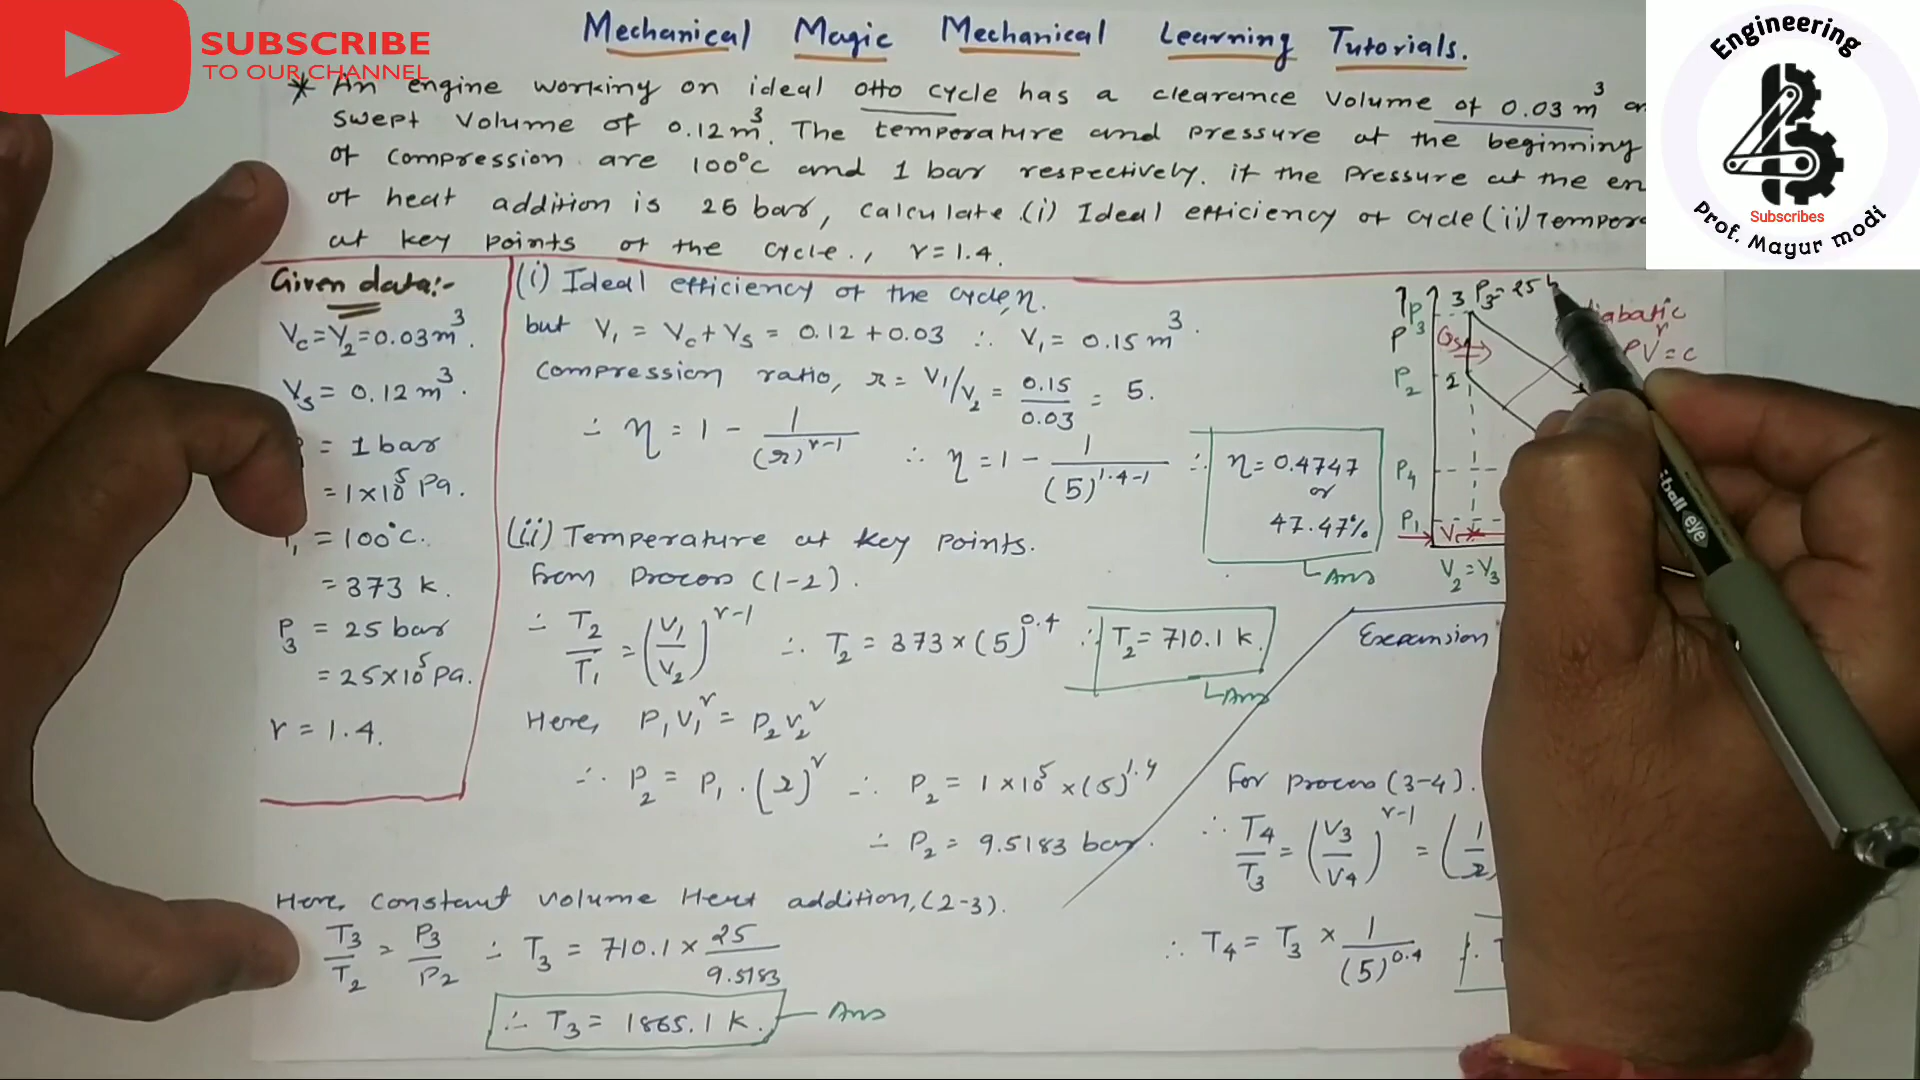 SUBSCRIBE
TO OUR CHANNEL
Mechanical Magic Mechanical Learning Tutorials.
Engineering
Subscribes
Prof. Mayur modi
* An engine working on ideal otto cycle has a clearance volume of 0.03 m³
swept volume of 0.12 m³. The temperature and pressure at the beginning
of compression are 100°C and 1 bar respectively. if the pressure at the
of heat addition is 25 bar, calculate (i) Ideal efficiency of cycle (ii)
at key points of the cycle., r = 1.4.
Given data:-
Vc = V2 = 0.03 m³.
Vs = 0.12 m³.
= 1 bar
= 1×10⁵ Pa.
= 100°C.
= 373 k.
P3 = 25 bar
= 25×10⁵ Pa.
r = 1.4.
(i) Ideal efficiency of the cycle, η.
but V1 = Vc + Vs = 0.12 + 0.03 ∴ V1 = 0.15 m³.
Compression ratio, r = V1/V2 = 0.15/0.03 = 5.
∴ η = 1 - 1/(r)^r-1 ∴ η = 1 - 1/(5)^1.4-1 ∴ η = 0.4747
or
47.47%
Ans
(ii) Temperature at key points.
from process (1-2).
∴ T2/T1 = (V1/V2)^r-1 ∴ T2 = 373 × (5)^0.4 ∴ T2 = 710.1 k.
Ans
Here, P1V1^r = P2V2^r
∴ P2 = P1 . (r)^r ∴ P2 = 1×10⁵ × (5)^1.4
∴ P2 = 9.5183 bar.
Here, constant volume Heat addition, (2-3).
T3/T2 = P3/P2 ∴ T3 = 710.1 × 25/9.5183
∴ T3 = 1865.1 k. Ans
P 3 P3 = 25
P3
2
P2
P4
P1
V2 = V3
PV^r = C
Expansion
For process (3-4).
∴ T4/T3 = (V3/V4)^r-1 = (1/r
∴ T4 = T3 × 1/(5)^0.4
eye